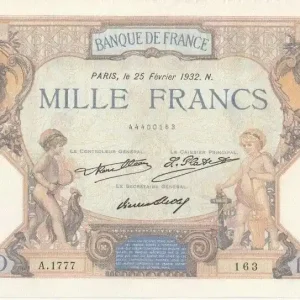 BANQUE DE FRANCE
PARIS, le 25 Février 1932. N.
MILLE FRANCS
44400163
Le Contrôleur Général, Le Caissier Principal,
Le Secrétaire Général
A.1777 163